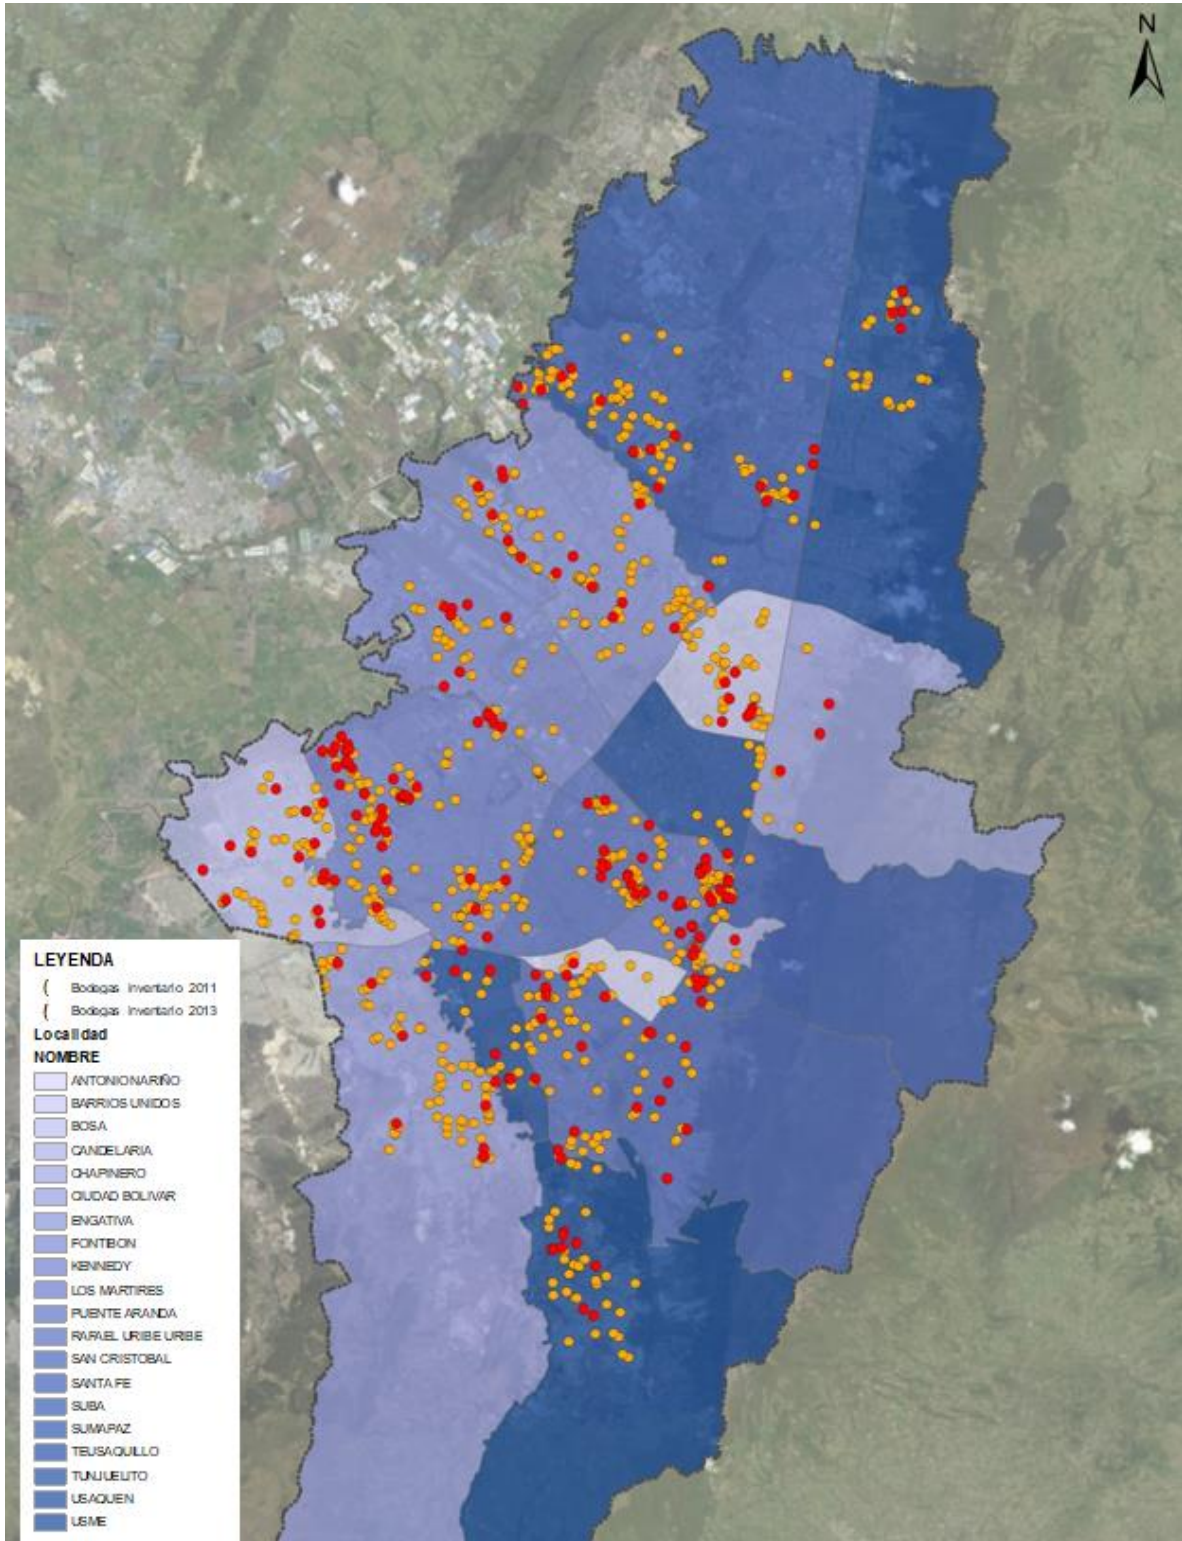 N
LEYENDA
( Bodegas Inventario 2011
( Bodegas Inventario 2013
Localidad
NOMBRE
ANTONIO NARIÑO
BARRIOS UNIDOS
BOSA
CANDELARIA
CHAPINERO
CIUDAD BOLIVAR
ENGATIVA
FONTIBON
KENNEDY
LOS MARTIRES
PUENTE ARANDA
RAFAEL URIBE URIBE
SAN CRISTOBAL
SANTA FE
SUBA
SUMAPAZ
TEUSAQUILLO
TUNJUELITO
USAQUEN
USME